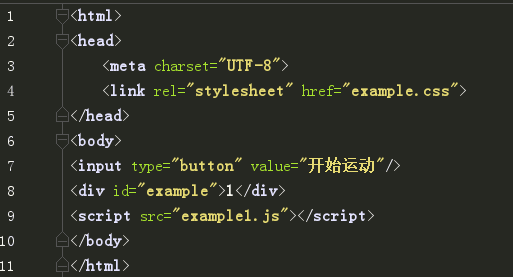 1 <html>
2 <head>
3 <meta charset="UTF-8">
4 <link rel="stylesheet" href="example.css">
5 </head>
6 <body>
7 <input type="button" value="开始运动"/>
8 <div id="example">1</div>
9 <script src="example1.js"></script>
10 </body>
11 </html>